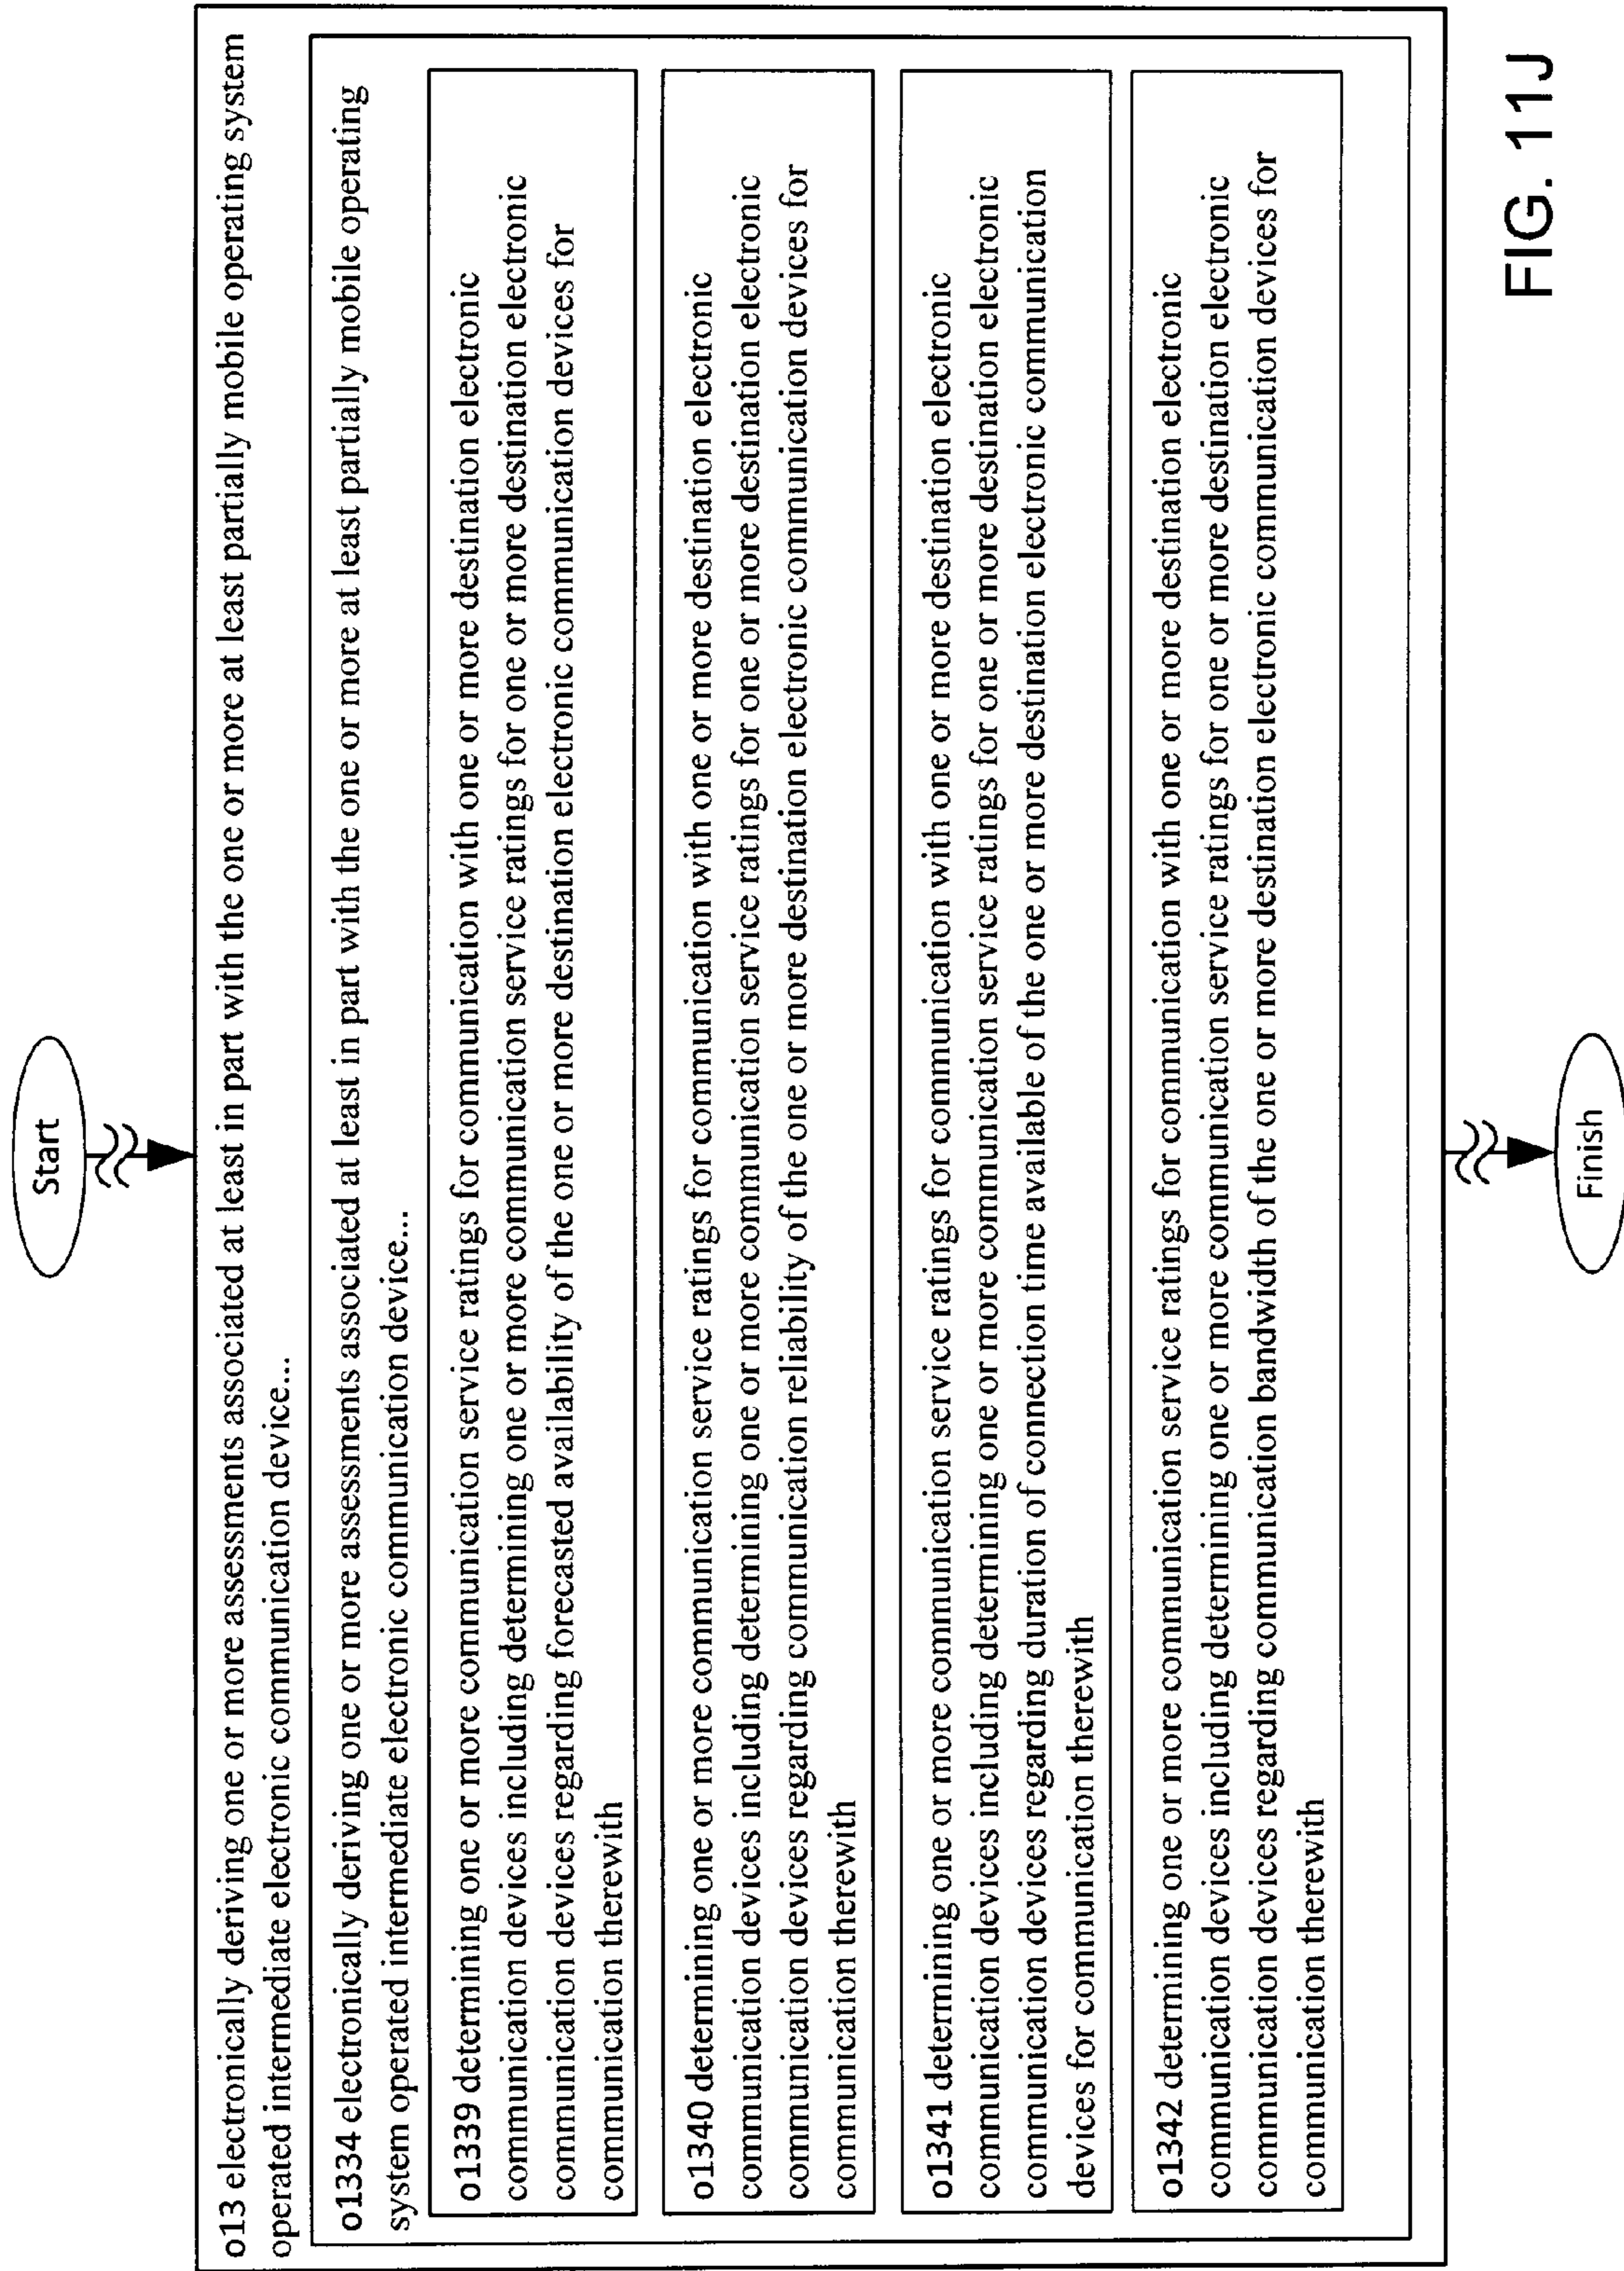 Start
o13 electronically deriving one or more assessments associated at least in part with the one or more at least partially mobile operating system
operated intermediate electronic communication device...
o1334 electronically deriving one or more assessments associated at least in part with the one or more at least partially mobile operating
system operated intermediate electronic communication device...
o1339 determining one or more communication service ratings for communication with one or more destination electronic
communication devices including determining one or more communication service ratings for one or more destination electronic
communication devices regarding forecasted availability of the one or more destination electronic communication devices for
communication therewith
o1340 determining one or more communication service ratings for communication with one or more destination electronic
communication devices including determining one or more communication service ratings for one or more destination electronic
communication devices regarding communication reliability of the one or more destination electronic communication devices for
communication therewith
o1341 determining one or more communication service ratings for communication with one or more destination electronic
communication devices including determining one or more communication service ratings for one or more destination electronic
communication devices regarding duration of connection time available of the one or more destination electronic communication
devices for communication therewith
o1342 determining one or more communication service ratings for communication with one or more destination electronic
communication devices including determining one or more communication service ratings for one or more destination electronic
communication devices regarding communication bandwidth of the one or more destination electronic communication devices for
communication therewith
Finish
FIG. 11J